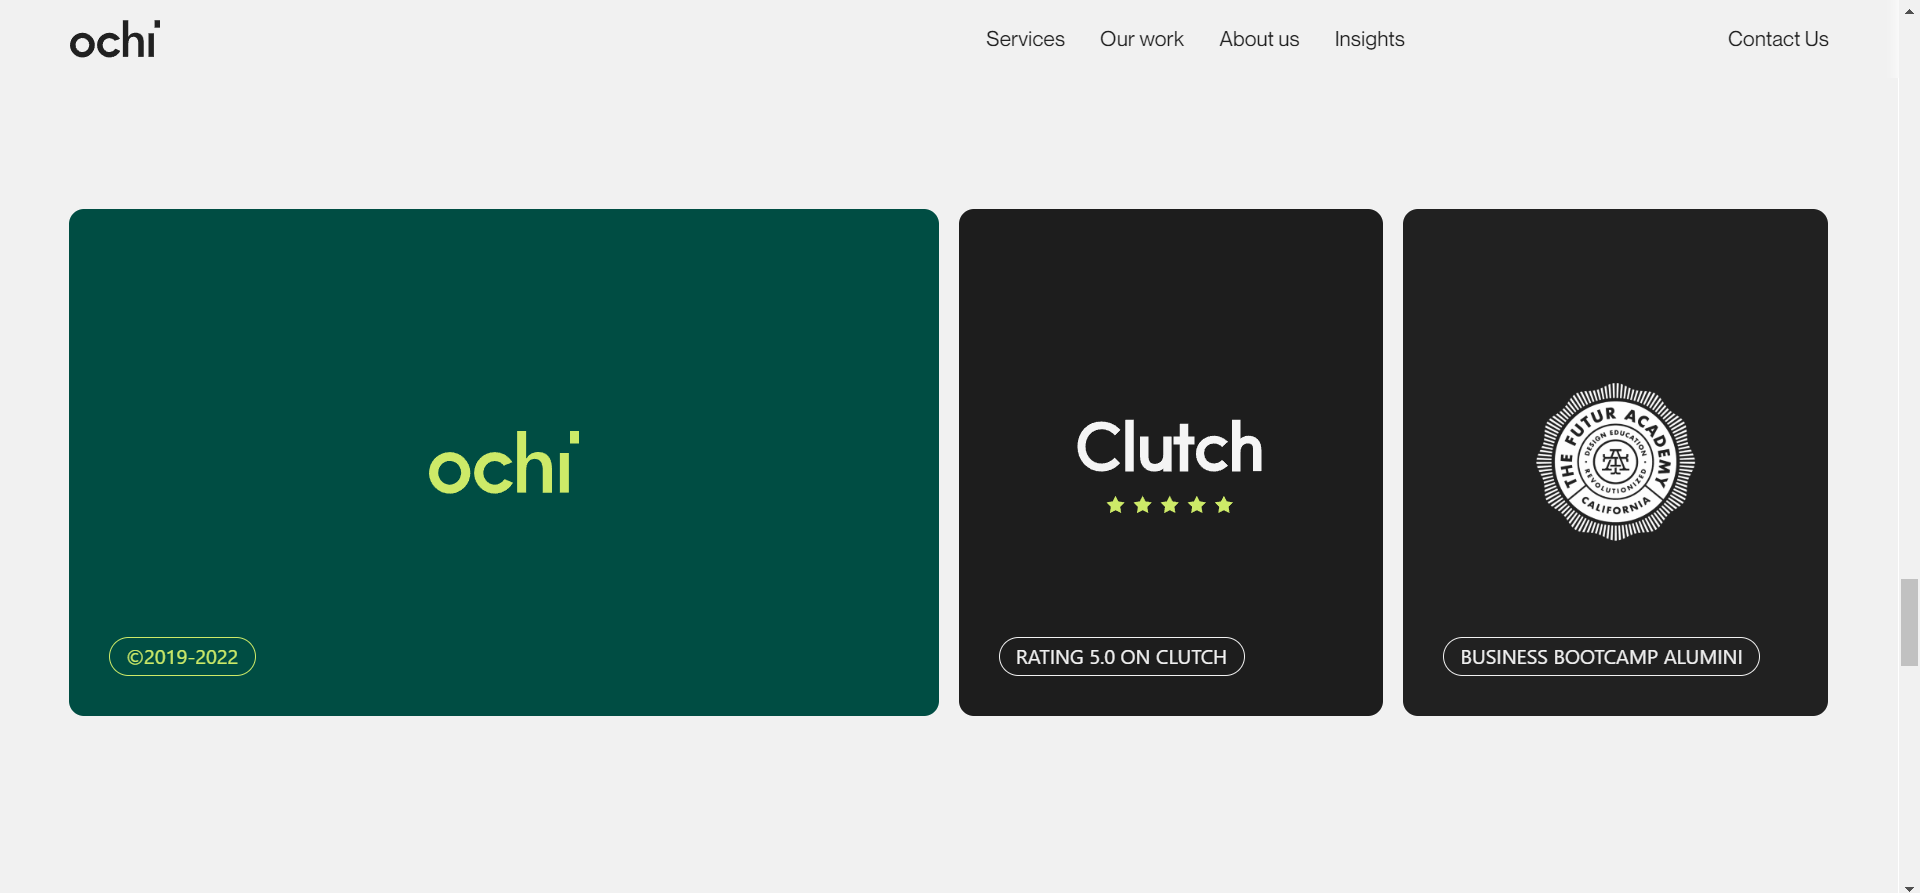 ochi
Services
Our work
About us
Insights
Contact Us
ochi
©2019-2022
Clutch
RATING 5.0 ON CLUTCH
THE FUTUR ACADEMY
DESIGN EDUCATION
REVOLUTIONIZED
CALIFORNIA
BUSINESS BOOTCAMP ALUMINI